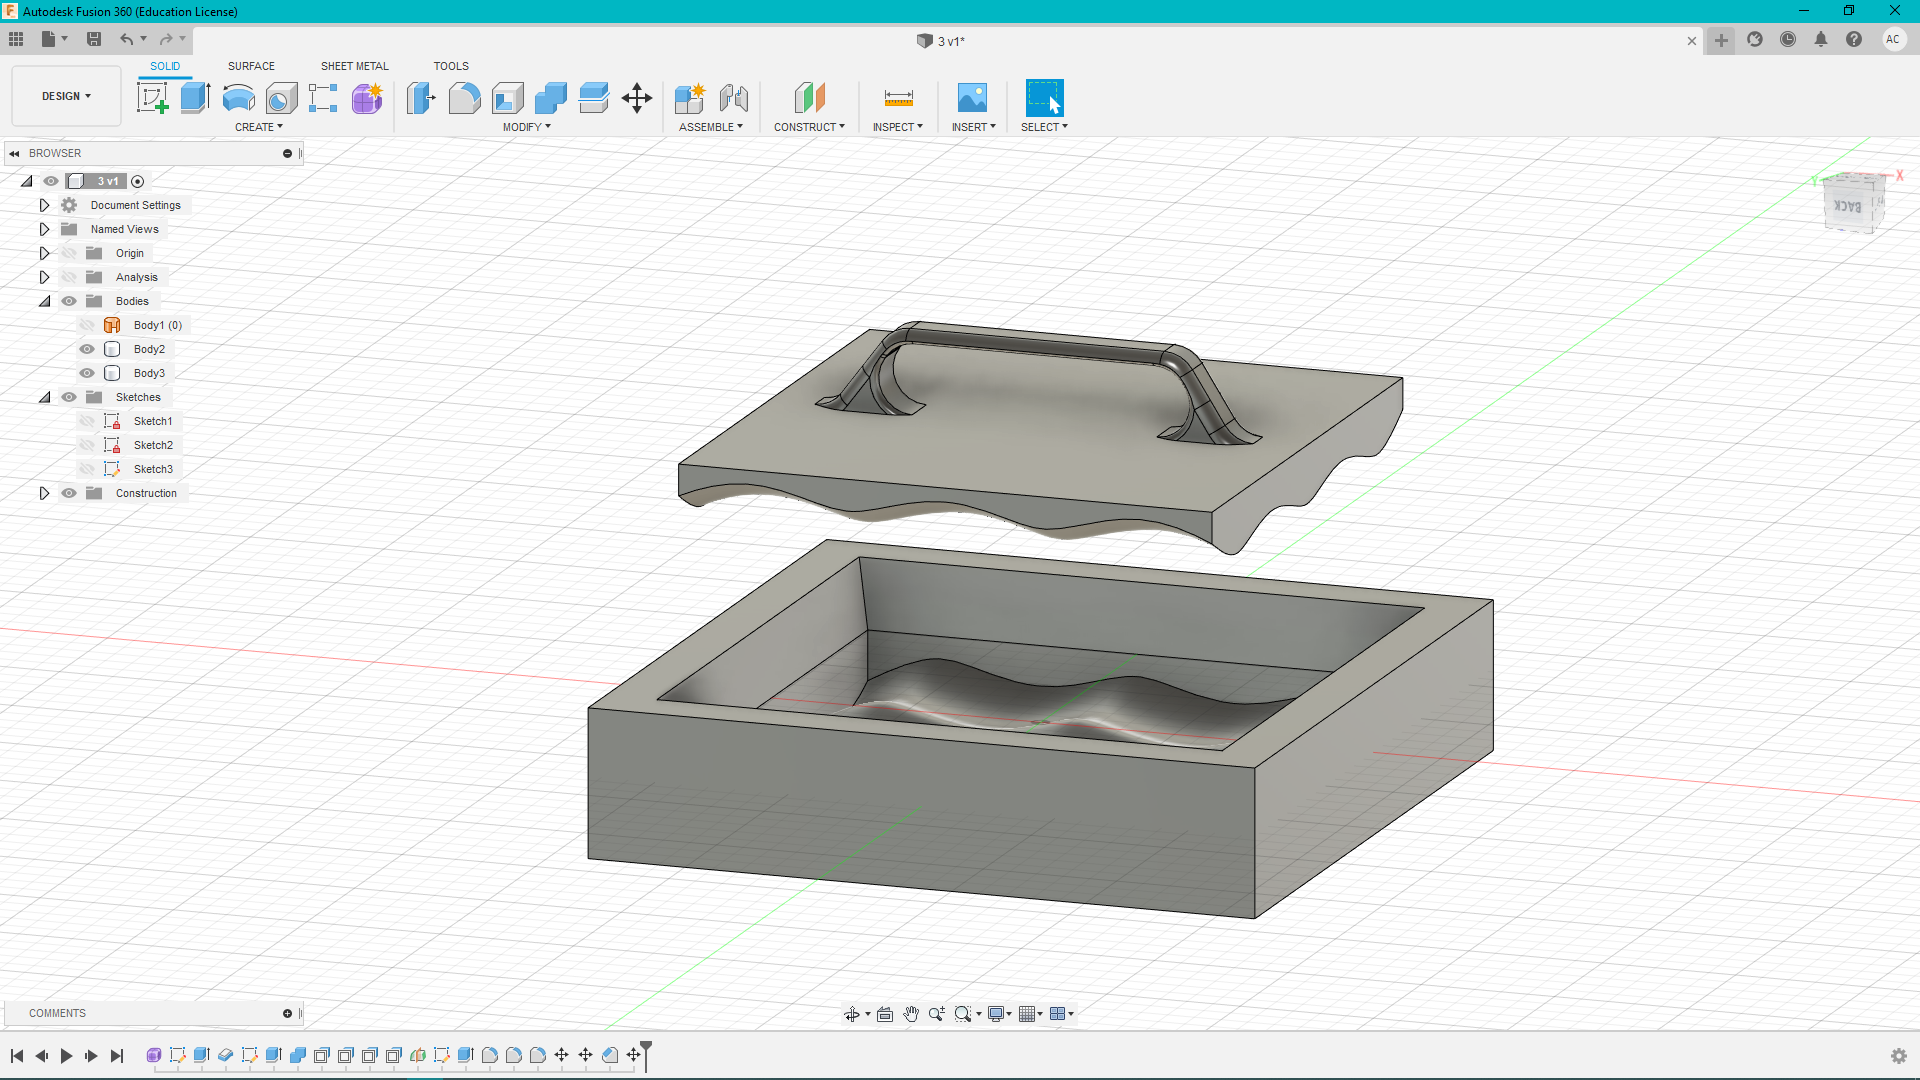 Autodesk Fusion 360 (Education License)
3 v1*
AC
SOLID SURFACE SHEET METAL TOOLS
DESIGN
CREATE MODIFY ASSEMBLE CONSTRUCT INSPECT INSERT SELECT
BROWSER
3 v1
Document Settings
Named Views
Origin
Analysis
Bodies
Body1 (0)
Body2
Body3
Sketches
Sketch1
Sketch2
Sketch3
Construction
Y X
BACK
COMMENTS